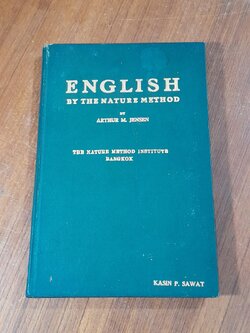 ENGLISH
BY THE NATURE METHOD
BY
ARTHUR M. JENSEN
THE NATURE METHOD INSTITUTE
BANGKOK
KASIN P. SAWAT